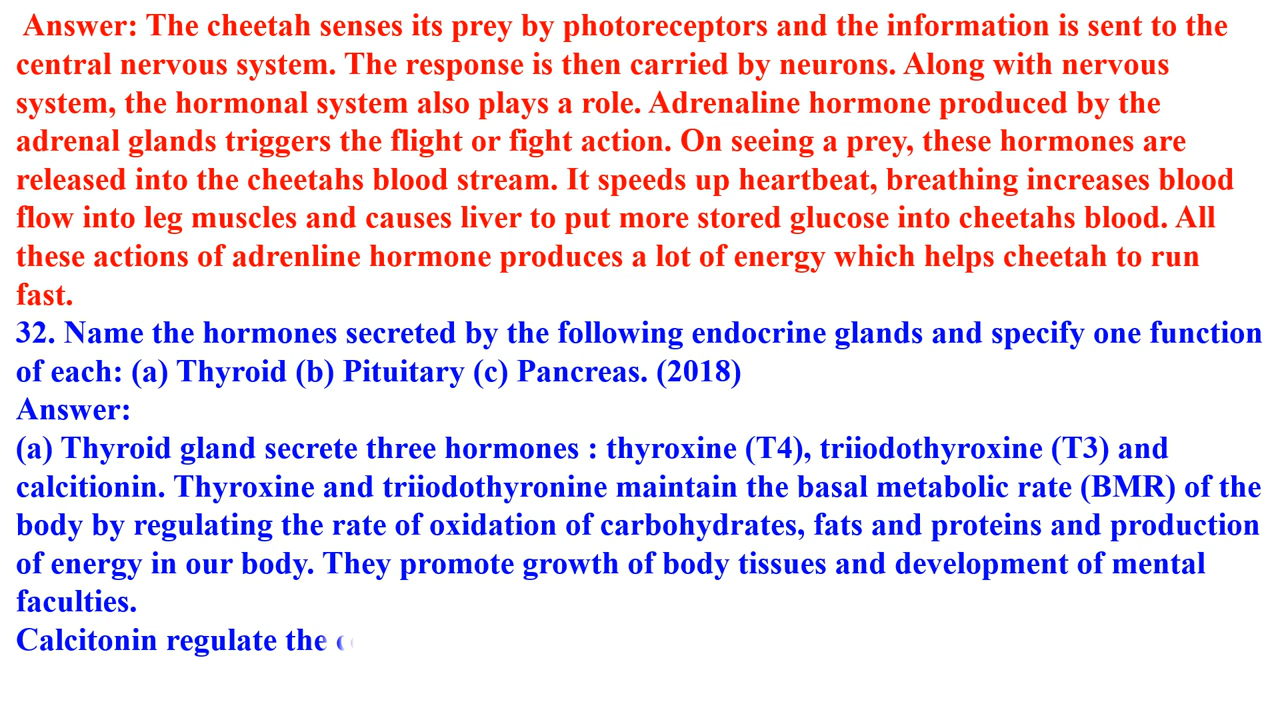 Answer: The cheetah senses its prey by photoreceptors and the information is sent to the
central nervous system. The response is then carried by neurons. Along with nervous
system, the hormonal system also plays a role. Adrenaline hormone produced by the
adrenal glands triggers the flight or fight action. On seeing a prey, these hormones are
released into the cheetahs blood stream. It speeds up heartbeat, breathing increases blood
flow into leg muscles and causes liver to put more stored glucose into cheetahs blood. All
these actions of adrenline hormone produces a lot of energy which helps cheetah to run
fast.
32. Name the hormones secreted by the following endocrine glands and specify one function
of each: (a) Thyroid (b) Pituitary (c) Pancreas. (2018)
Answer:
(a) Thyroid gland secrete three hormones : thyroxine (T4), triiodothyroxine (T3) and
calcitionin. Thyroxine and triiodothyronine maintain the basal metabolic rate (BMR) of the
body by regulating the rate of oxidation of carbohydrates, fats and proteins and production
of energy in our body. They promote growth of body tissues and development of mental
faculties.
Calcitonin regulate the